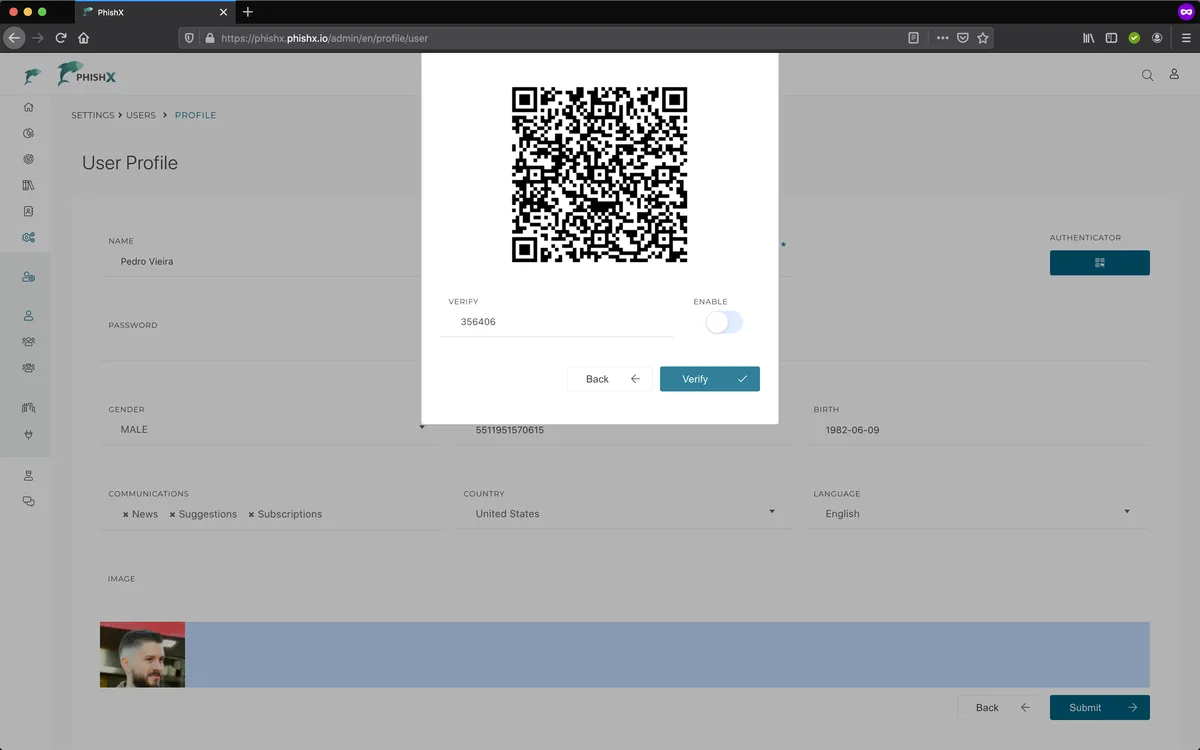 PhishX
https://phishx.phishx.io/admin/en/profile/user
PHISHX
SETTINGS USERS PROFILE
User Profile
NAME
Pedro Vieira
AUTHENTICATOR
PASSWORD
VERIFY
356406
ENABLE
Back
Verify
GENDER
MALE
5511951570615
BIRTH
1982-06-09
COMMUNICATIONS
× News × Suggestions × Subscriptions
COUNTRY
United States
LANGUAGE
English
IMAGE
Back
Submit